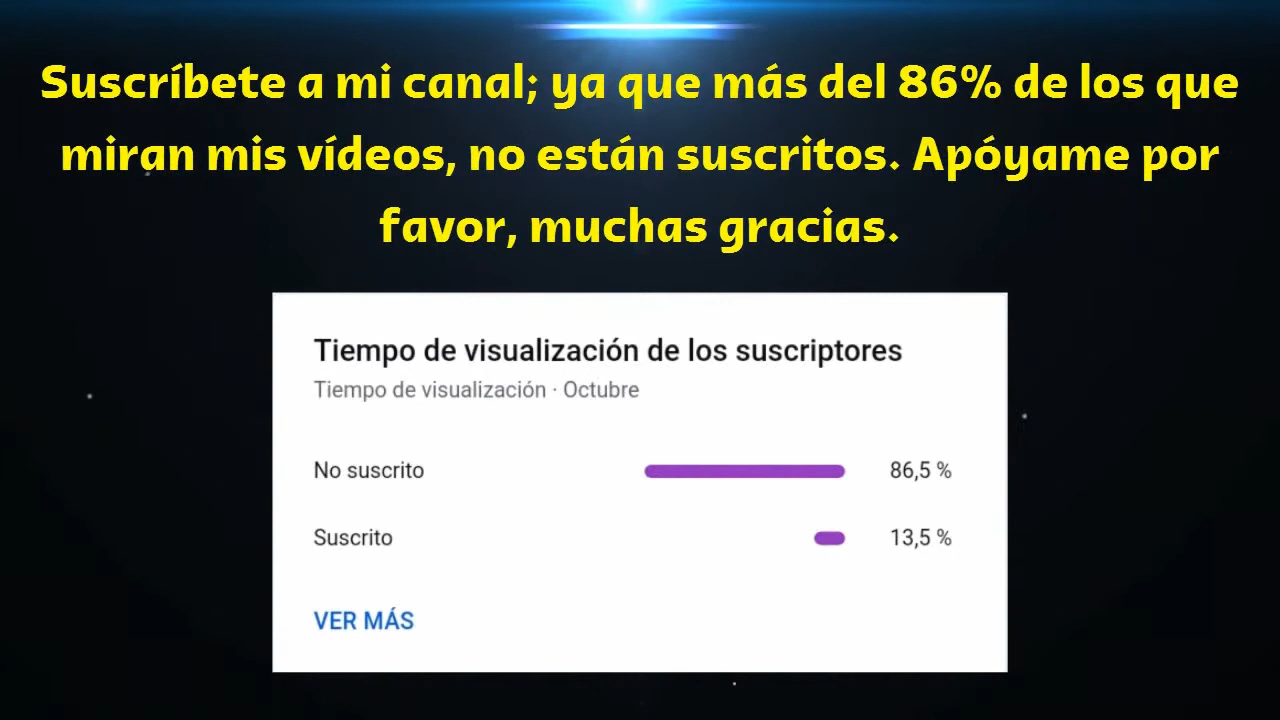 Suscríbete a mi canal; ya que más del 86% de los que
miran mis vídeos, no están suscritos. Apóyame por
favor, muchas gracias.
Tiempo de visualización de los suscriptores
Tiempo de visualización · Octubre
No suscrito 86,5 %
Suscrito 13,5 %
VER MÁS